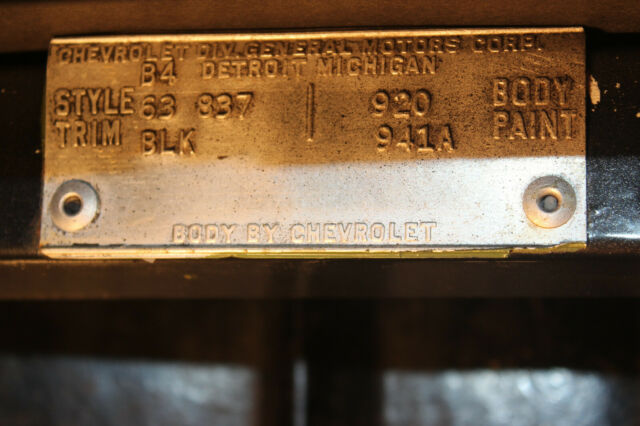 CHEVROLET DIV. GENERAL MOTORS CORP.
B4 DETROIT MICHIGAN
STYLE 63 837 | 920 BODY
TRIM BLK 941A PAINT
BODY BY CHEVROLET